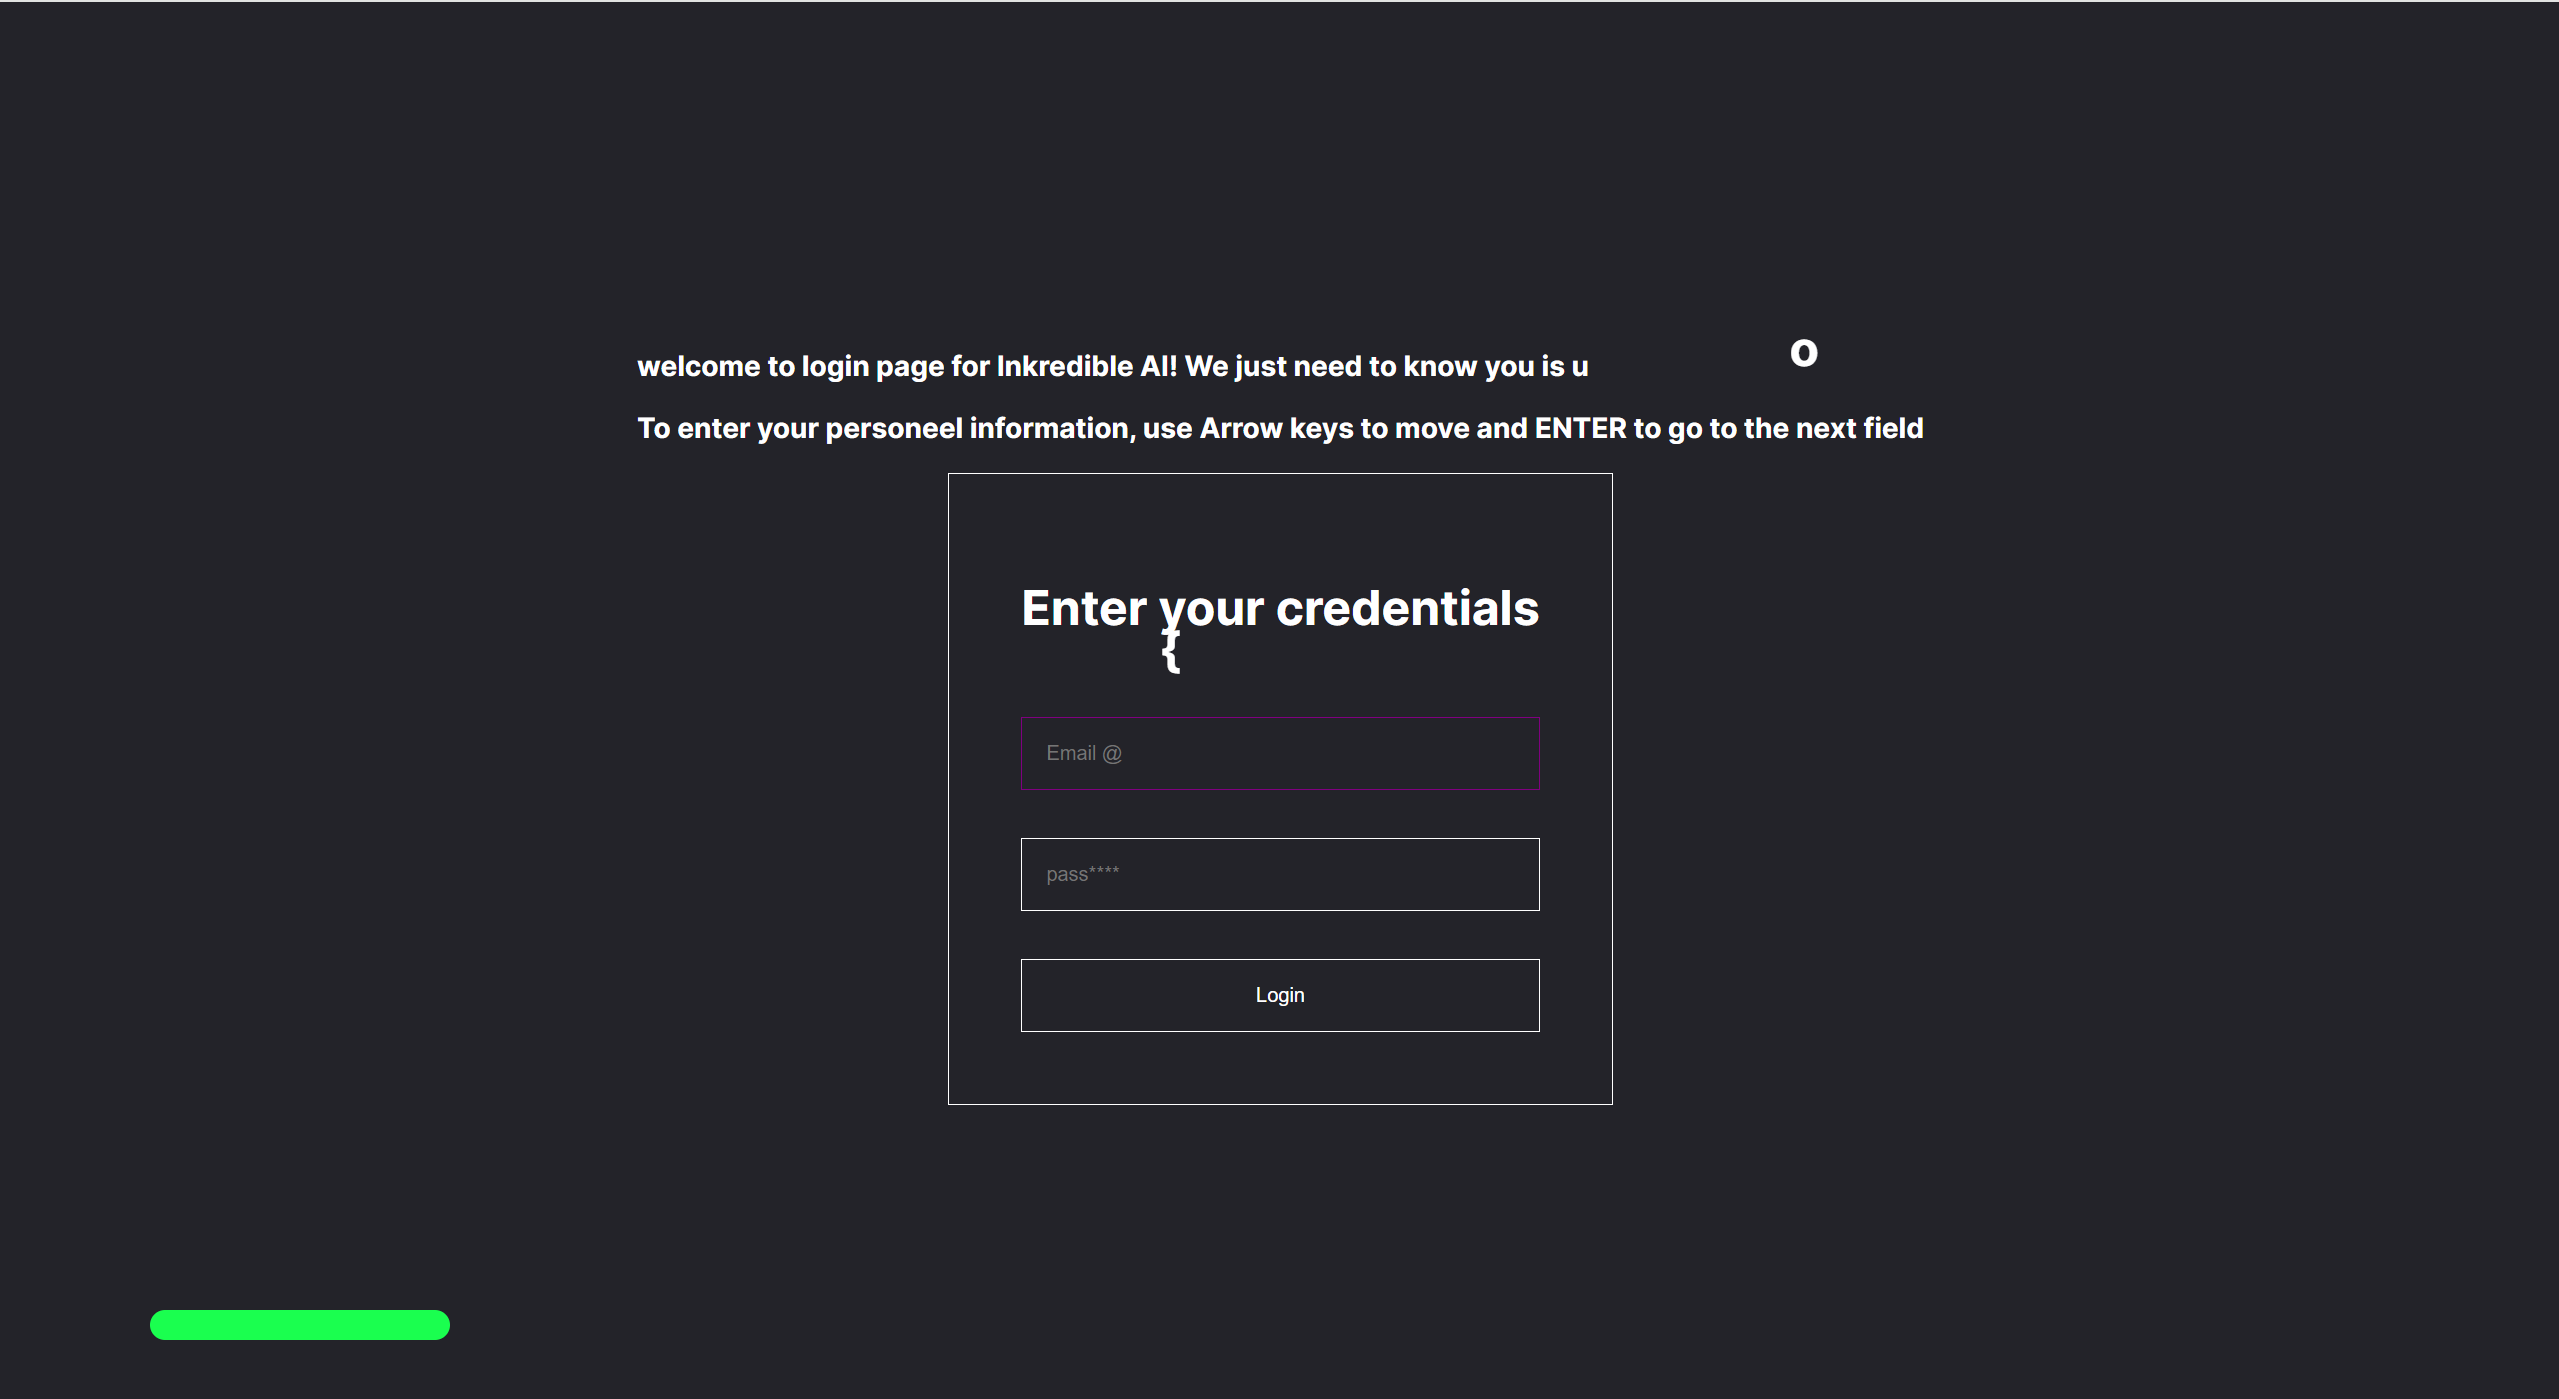 welcome to login page for Inkredible AI! We just need to know you is u
o
To enter your personeel information, use Arrow keys to move and ENTER to go to the next field
Enter your credentials
{
Email @
pass****
Login